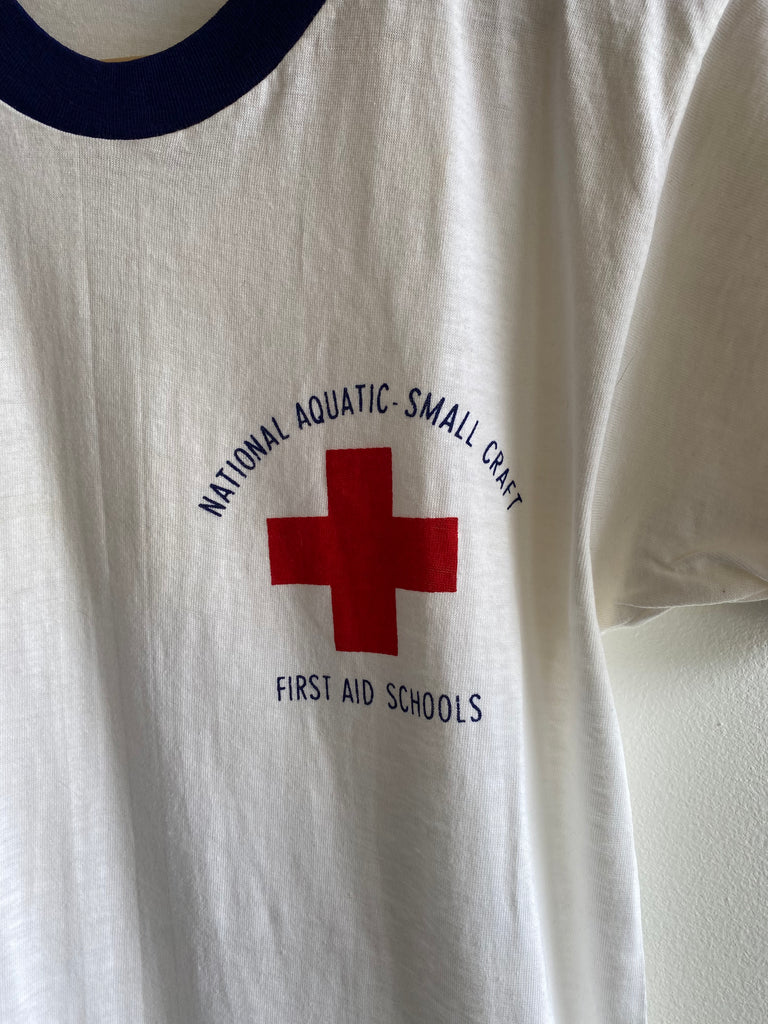 NATIONAL AQUATIC - SMALL CRAFT
FIRST AID SCHOOLS